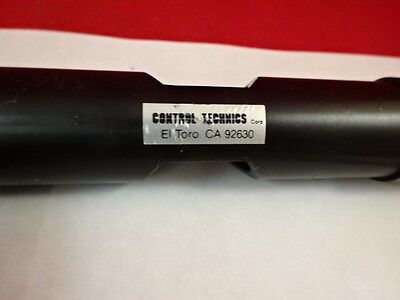 CONTROL TECHNICS Corp
El Toro, CA 92630